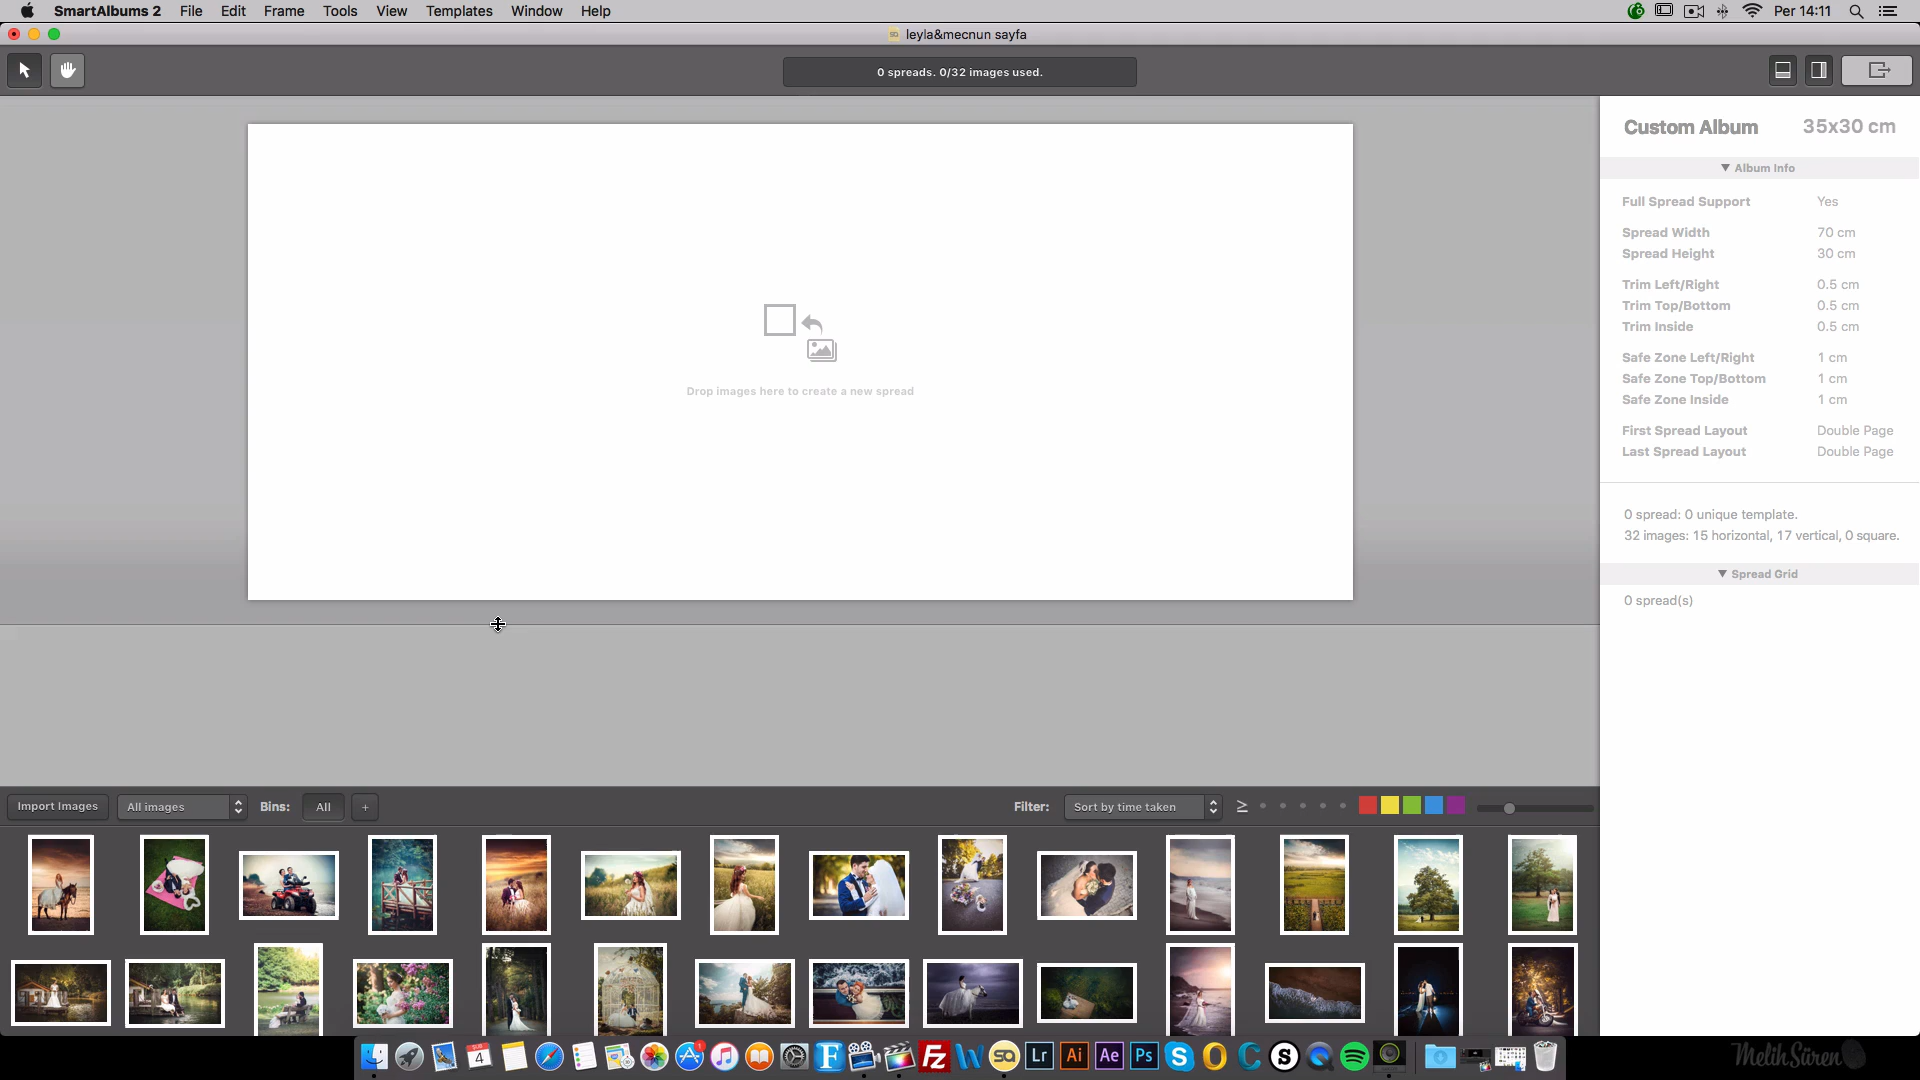 SmartAlbums 2 File Edit Frame Tools View Templates Window Help
Per 14:11
leyla&mecnun sayfa
0 spreads. 0/32 images used.
Custom Album 35x30 cm
▼ Album Info
Full Spread Support Yes
Spread Width 70 cm
Spread Height 30 cm
Trim Left/Right 0.5 cm
Trim Top/Bottom 0.5 cm
Trim Inside 0.5 cm
Safe Zone Left/Right 1 cm
Safe Zone Top/Bottom 1 cm
Safe Zone Inside 1 cm
First Spread Layout Double Page
Last Spread Layout Double Page
0 spread: 0 unique template.
32 images: 15 horizontal, 17 vertical, 0 square.
▼ Spread Grid
0 spread(s)
Drop images here to create a new spread
Import Images All images Bins: All + Filter: Sort by time taken ≥
4 Lr Ai Ae Ps
Melih Süren